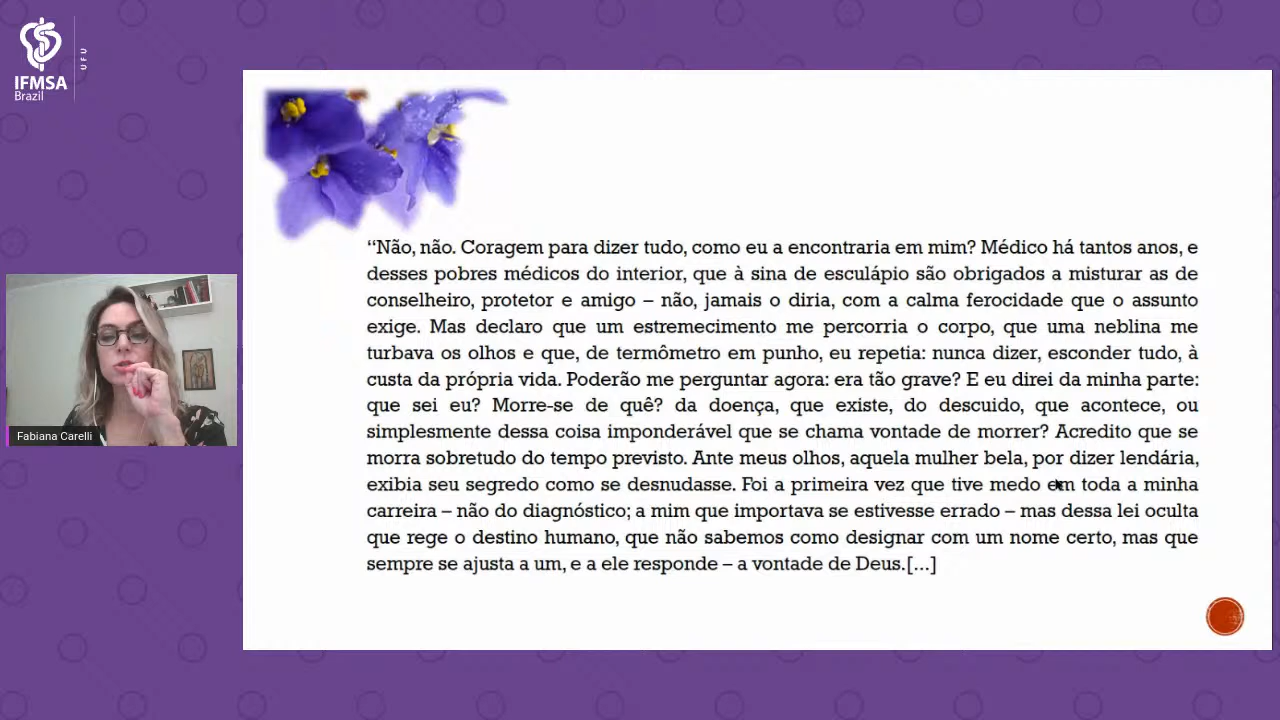 IFMSA
Brazil
UFU
“Não, não. Coragem para dizer tudo, como eu a encontraria em mim? Médico há tantos anos, e
desses pobres médicos do interior, que à sina de esculápio são obrigados a misturar as de
conselheiro, protetor e amigo – não, jamais o diria, com a calma ferocidade que o assunto
exige. Mas declaro que um estremecimento me percorria o corpo, que uma neblina me
turbava os olhos e que, de termômetro em punho, eu repetia: nunca dizer, esconder tudo, à
custa da própria vida. Poderão me perguntar agora: era tão grave? E eu direi da minha parte:
que sei eu? Morre-se de quê? da doença, que existe, do descuido, que acontece, ou
simplesmente dessa coisa imponderável que se chama vontade de morrer? Acredito que se
morra sobretudo do tempo previsto. Ante meus olhos, aquela mulher bela, por dizer lendária,
exibia seu segredo como se desnudasse. Foi a primeira vez que tive medo em toda a minha
carreira – não do diagnóstico; a mim que importava se estivesse errado – mas dessa lei oculta
que rege o destino humano, que não sabemos como designar com um nome certo, mas que
sempre se ajusta a um, e a ele responde – a vontade de Deus.[...]
Fabiana Carelli